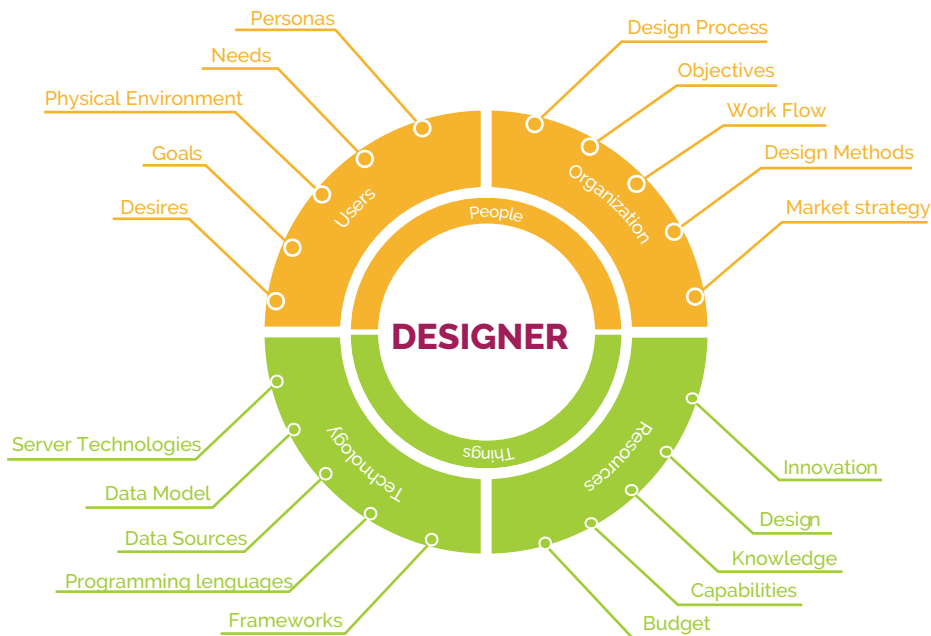 Personas
Needs
Physical Environment
Goals
Desires
Design Process
Objectives
Work Flow
Design Methods
Market strategy
Users
Organization
People
DESIGNER
Things
Technology
Resources
Server Technologies
Data Model
Data Sources
Programming lenguages
Frameworks
Innovation
Design
Knowledge
Capabilities
Budget